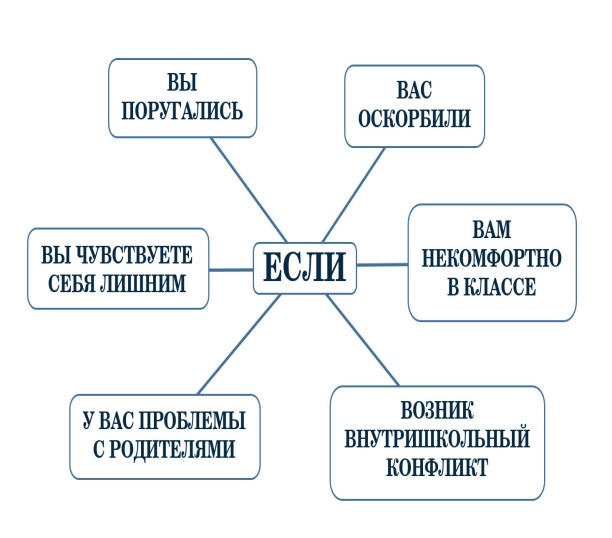 ВЫ
ПОРУГАЛИСЬ
ВАС
ОСКОРБИЛИ
ВЫ ЧУВСТВУЕТЕ
СЕБЯ ЛИШНИМ
ЕСЛИ
ВАМ
НЕКОМФОРТНО
В КЛАССЕ
У ВАС ПРОБЛЕМЫ
С РОДИТЕЛЯМИ
ВОЗНИК
ВНУТРИШКОЛЬНЫЙ
КОНФЛИКТ